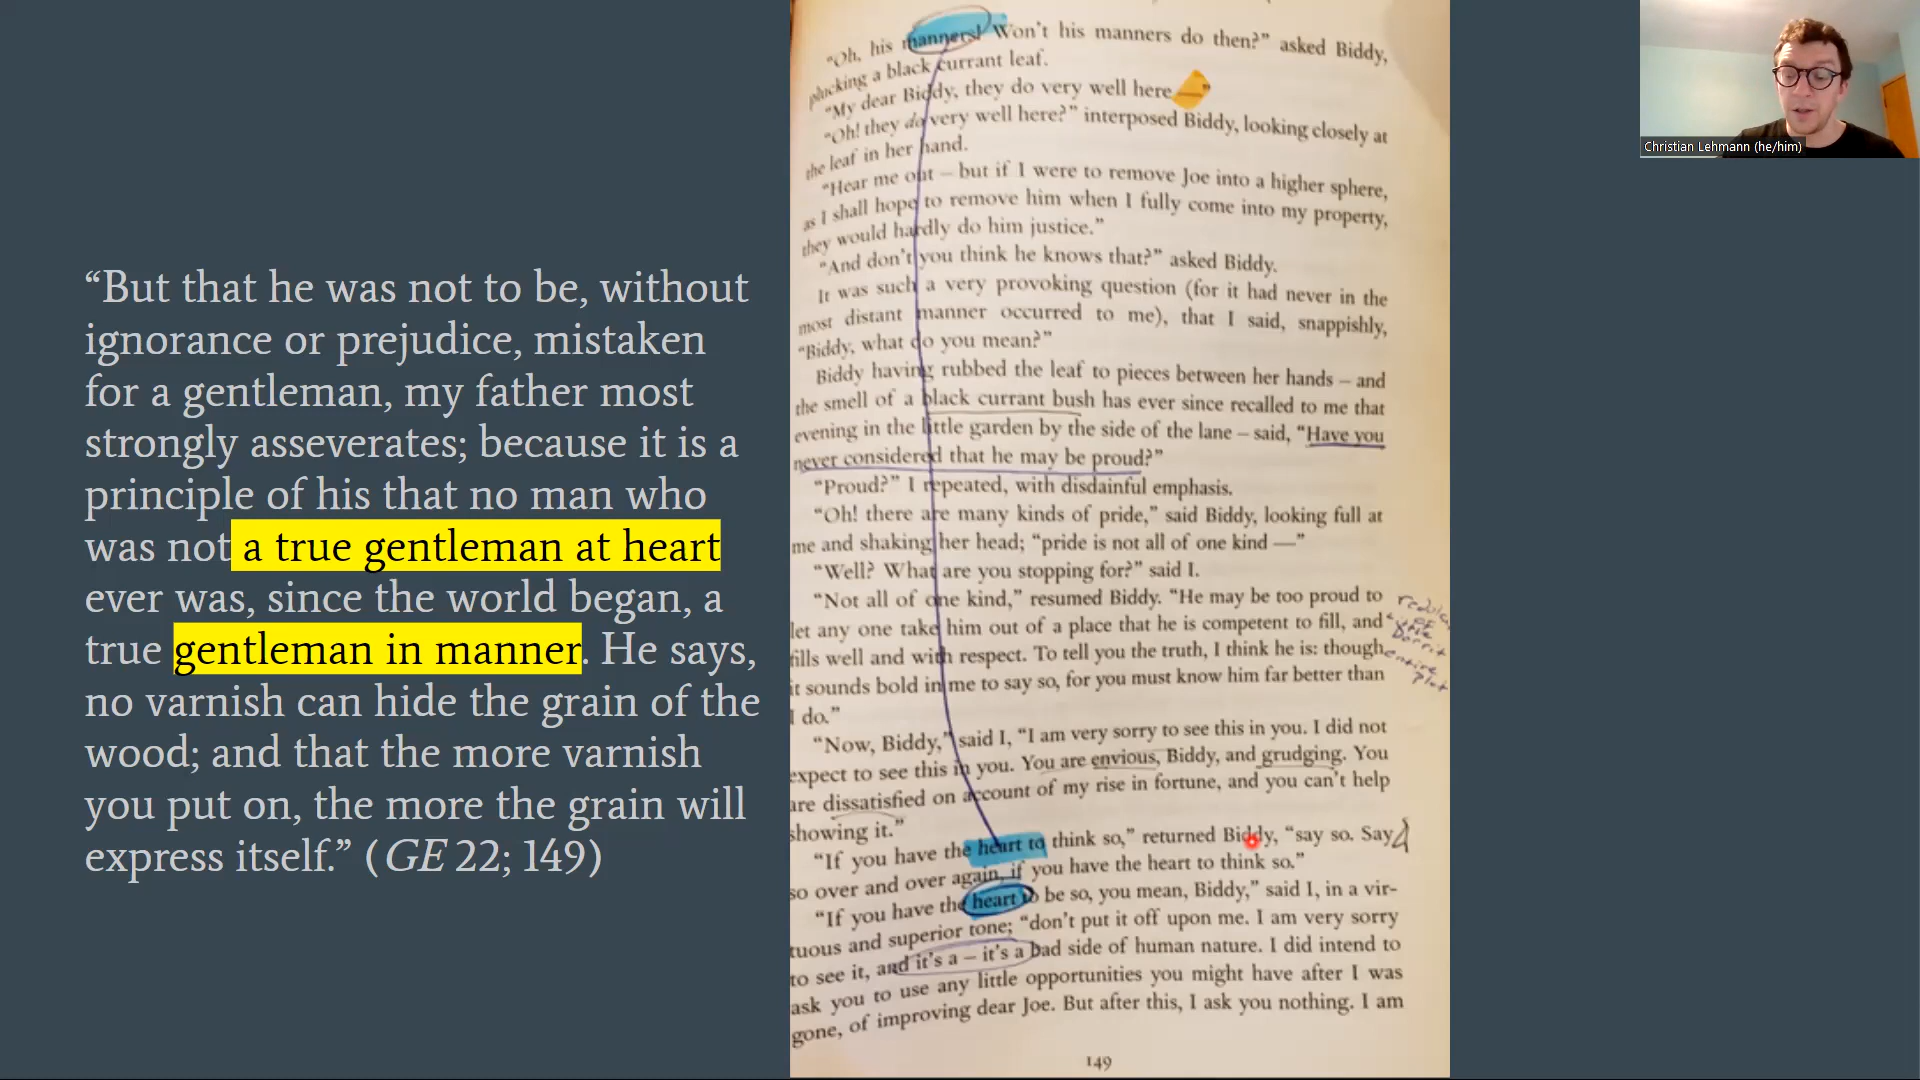 “But that he was not to be, without
ignorance or prejudice, mistaken
for a gentleman, my father most
strongly asseverates; because it is a
principle of his that no man who
was not a true gentleman at heart
ever was, since the world began, a
true gentleman in manner. He says,
no varnish can hide the grain of the
wood; and that the more varnish
you put on, the more the grain will
express itself.” (GE 22; 149)
“Oh, his manners! Won’t his manners do then?” asked Biddy,
plucking a black currant leaf.
“My dear Biddy, they do very well here —”
“Oh! they do very well here?” interposed Biddy, looking closely at
the leaf in her hand.
“Hear me out – but if I were to remove Joe into a higher sphere,
as I shall hope to remove him when I fully come into my property,
they would hardly do him justice.”
“And don’t you think he knows that?” asked Biddy.
It was such a very provoking question (for it had never in the
most distant manner occurred to me), that I said, snappishly,
“Biddy, what do you mean?”
Biddy having rubbed the leaf to pieces between her hands – and
the smell of a black currant bush has ever since recalled to me that
evening in the little garden by the side of the lane – said, “Have you
never considered that he may be proud?”
“Proud?” I repeated, with disdainful emphasis.
“Oh! there are many kinds of pride,” said Biddy, looking full at
me and shaking her head; “pride is not all of one kind —”
“Well? What are you stopping for?” said I.
“Not all of one kind,” resumed Biddy. “He may be too proud to
let any one take him out of a place that he is competent to fill, and
fills well and with respect. To tell you the truth, I think he is: though
it sounds bold in me to say so, for you must know him far better than
I do.”
“Now, Biddy,” said I, “I am very sorry to see this in you. I did not
expect to see this in you. You are envious, Biddy, and grudging. You
are dissatisfied on account of my rise in fortune, and you can’t help
showing it.”
“If you have the heart to think so,” returned Biddy, “say so. Say
so over and over again, if you have the heart to think so.”
“If you have the heart to be so, you mean, Biddy,” said I, in a vir-
tuous and superior tone; “don’t put it off upon me. I am very sorry
to see it, and it’s a – it’s a bad side of human nature. I did intend to
ask you to use any little opportunities you might have after I was
gone, of improving dear Joe. But after this, I ask you nothing. I am
149
of
Dorrit
entire
plot
Christian Lehmann (he/him)